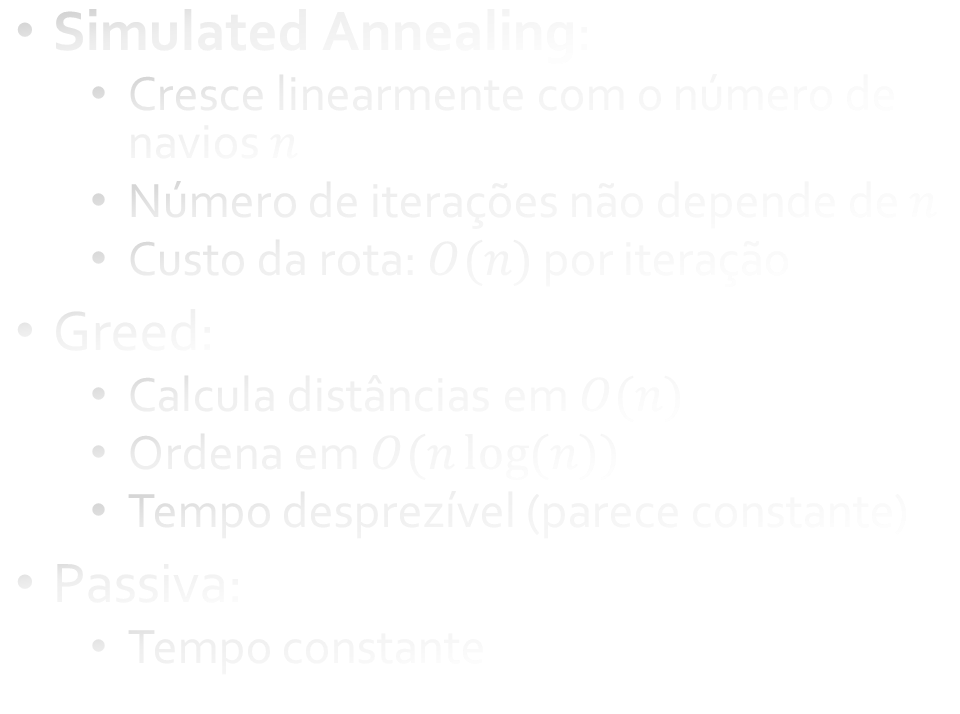 • Simulated Annealing:
• Cresce linearmente com o número de
navios n
• Número de iterações não depende de n
• Custo da rota: O(n) por iteração
• Greed:
• Calcula distâncias em O(n)
• Ordena em O(n log(n))
• Tempo desprezível (parece constante)
• Passiva:
• Tempo constante